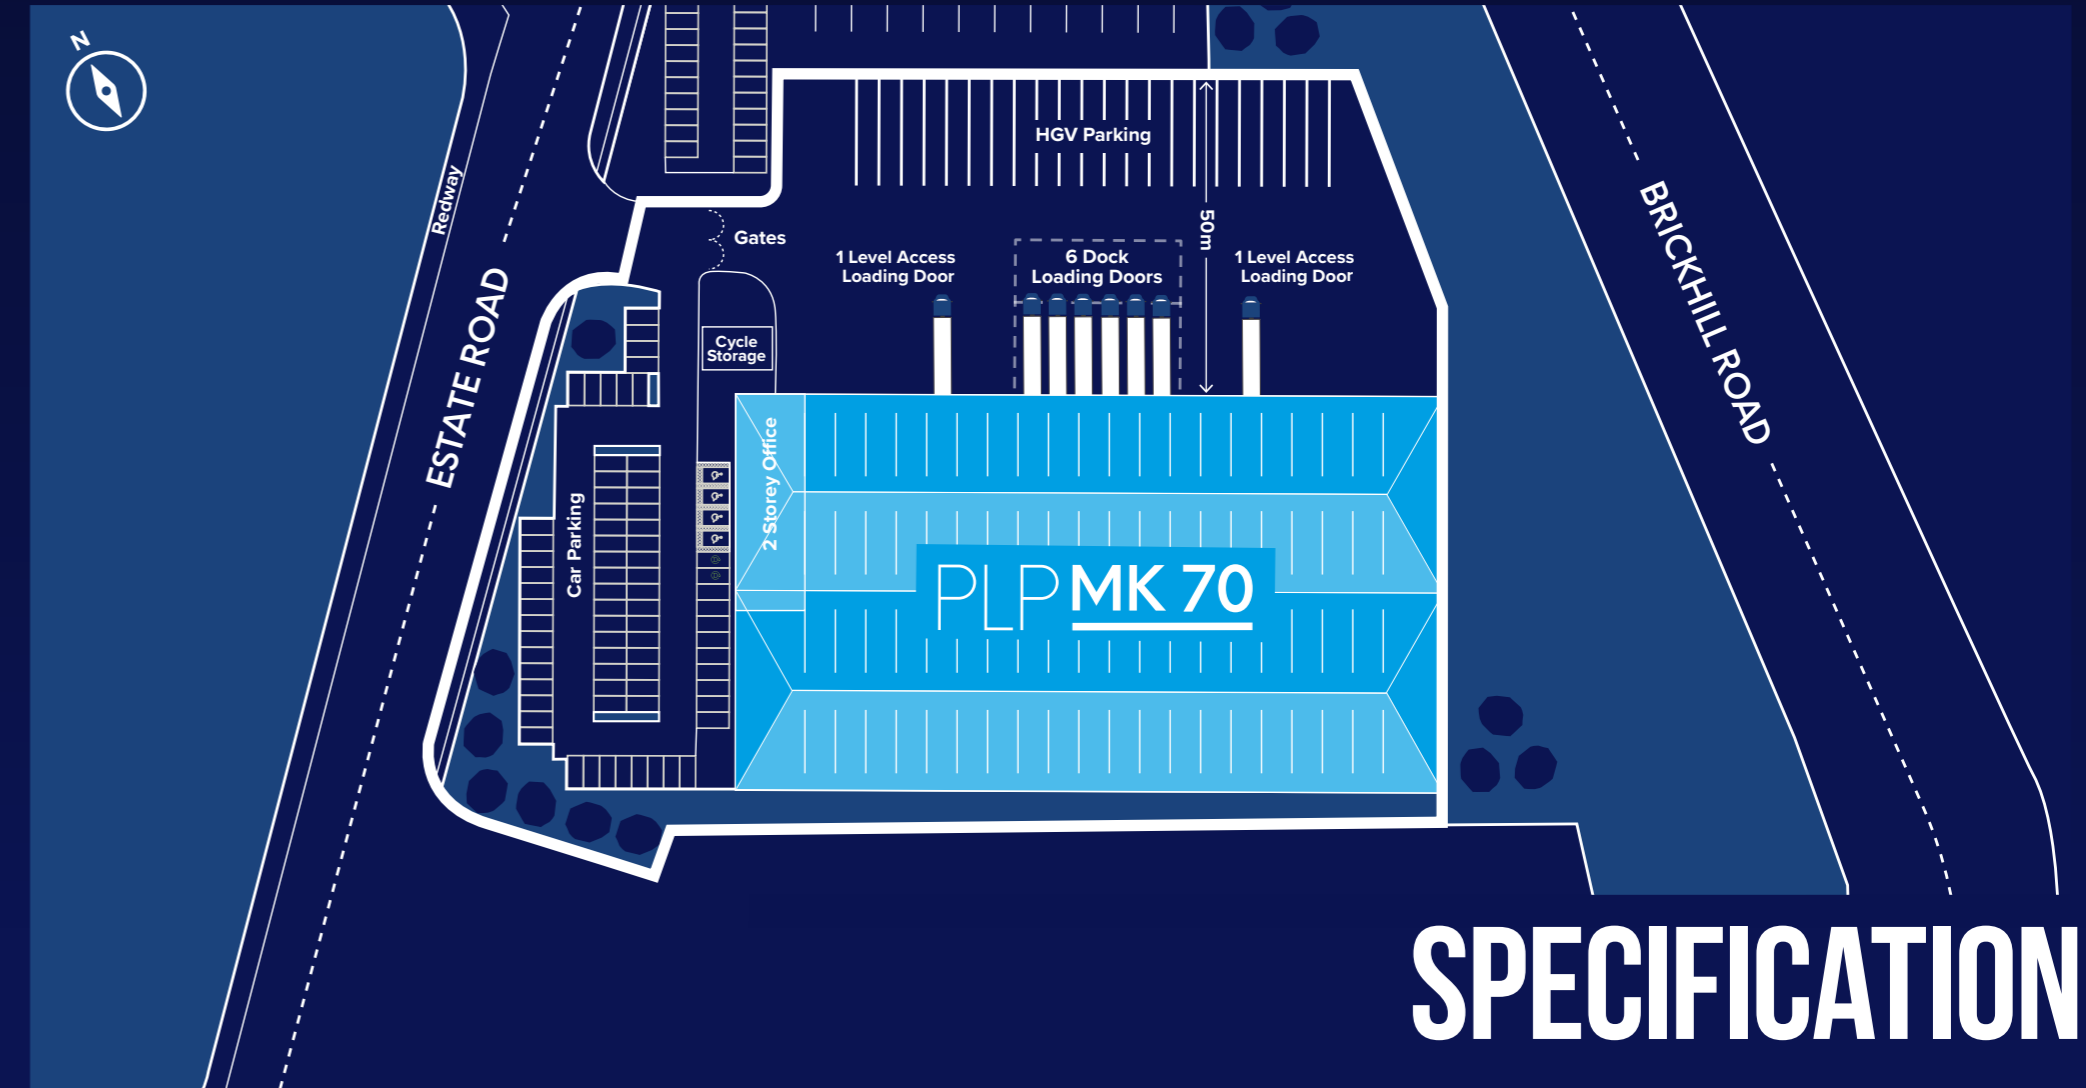 N
Redway
ESTATE ROAD
HGV Parking
50m
BRICKHILL ROAD
Gates
1 Level Access
Loading Door
6 Dock
Loading Doors
1 Level Access
Loading Door
Cycle
Storage
2 Storey Office
Car Parking
PLP MK 70
SPECIFICATION